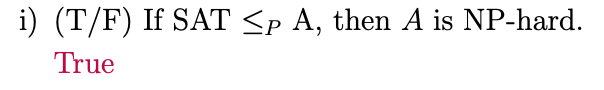 i) (T/F) If SAT ≤P A, then A is NP-hard.
True